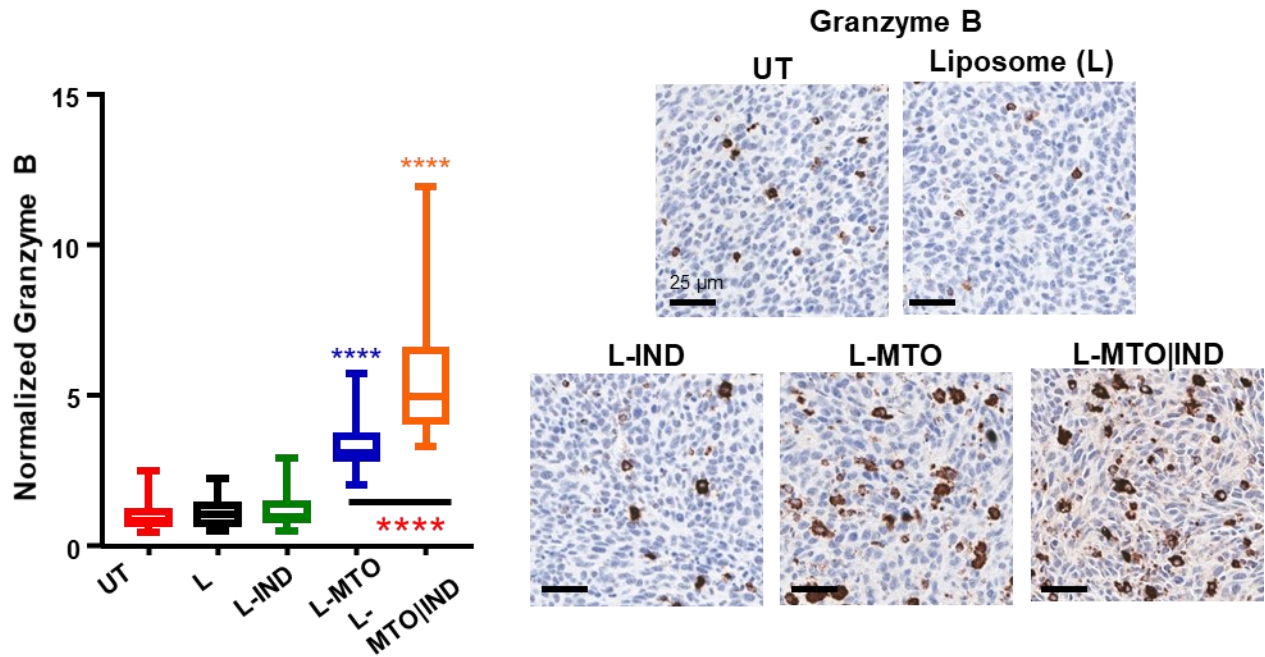 Granzyme B
UT
Liposome (L)
15
10
5
0
Normalized Granzyme B
****
****
****
UT
L
L-IND
L-MTO
L-
MTO|IND
25 µm
L-IND
L-MTO
L-MTO|IND